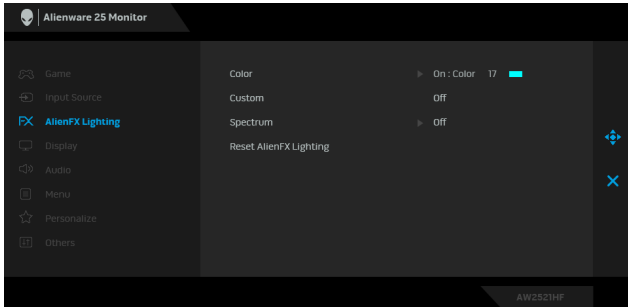 Alienware 25 Monitor
Game
Input Source
FX AlienFX Lighting
Display
Audio
Menu
Personalize
Others
Color On : Color 17
Custom Off
Spectrum Off
Reset AlienFX Lighting
AW2521HF